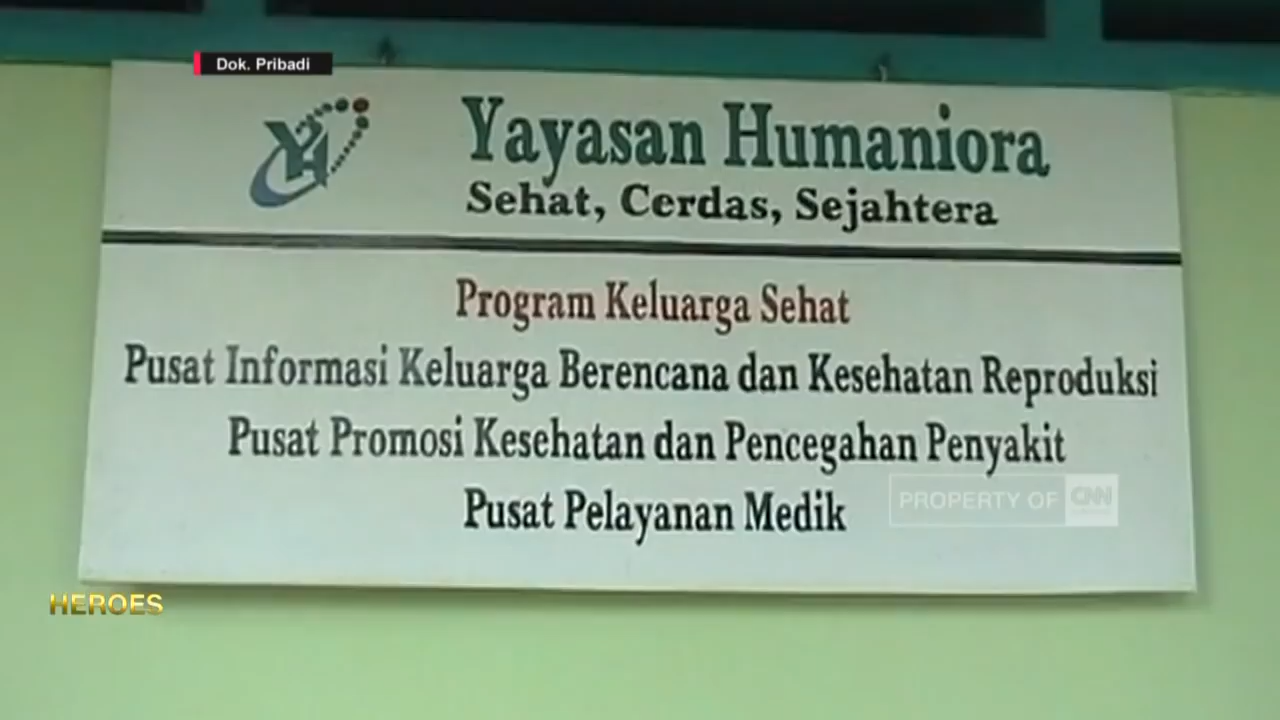 Dok. Pribadi
YH
Yayasan Humaniora
Sehat, Cerdas, Sejahtera
Program Keluarga Sehat
Pusat Informasi Keluarga Berencana dan Kesehatan Reproduksi
Pusat Promosi Kesehatan dan Pencegahan Penyakit
Pusat Pelayanan Medik
PROPERTY OF CNN
HEROES